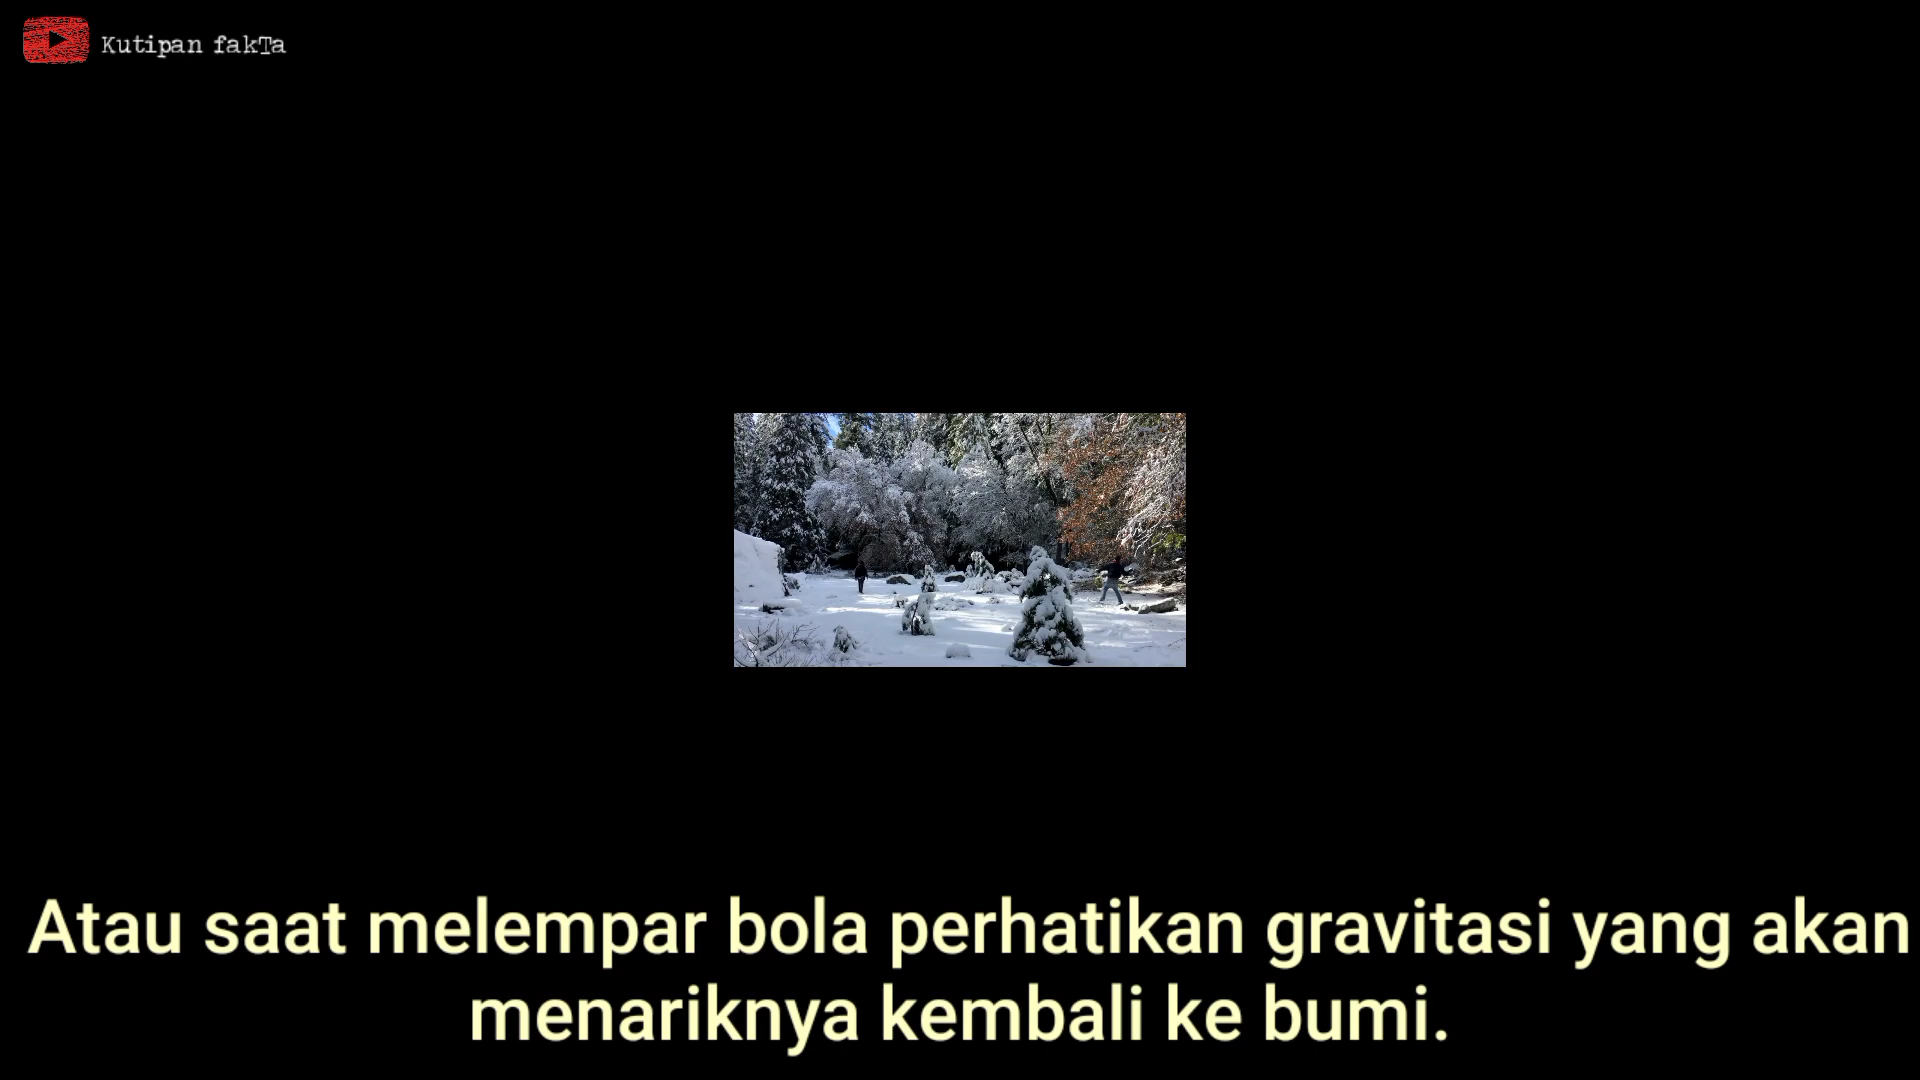 Kutipan fakTa
Atau saat melempar bola perhatikan gravitasi yang akan
menariknya kembali ke bumi.